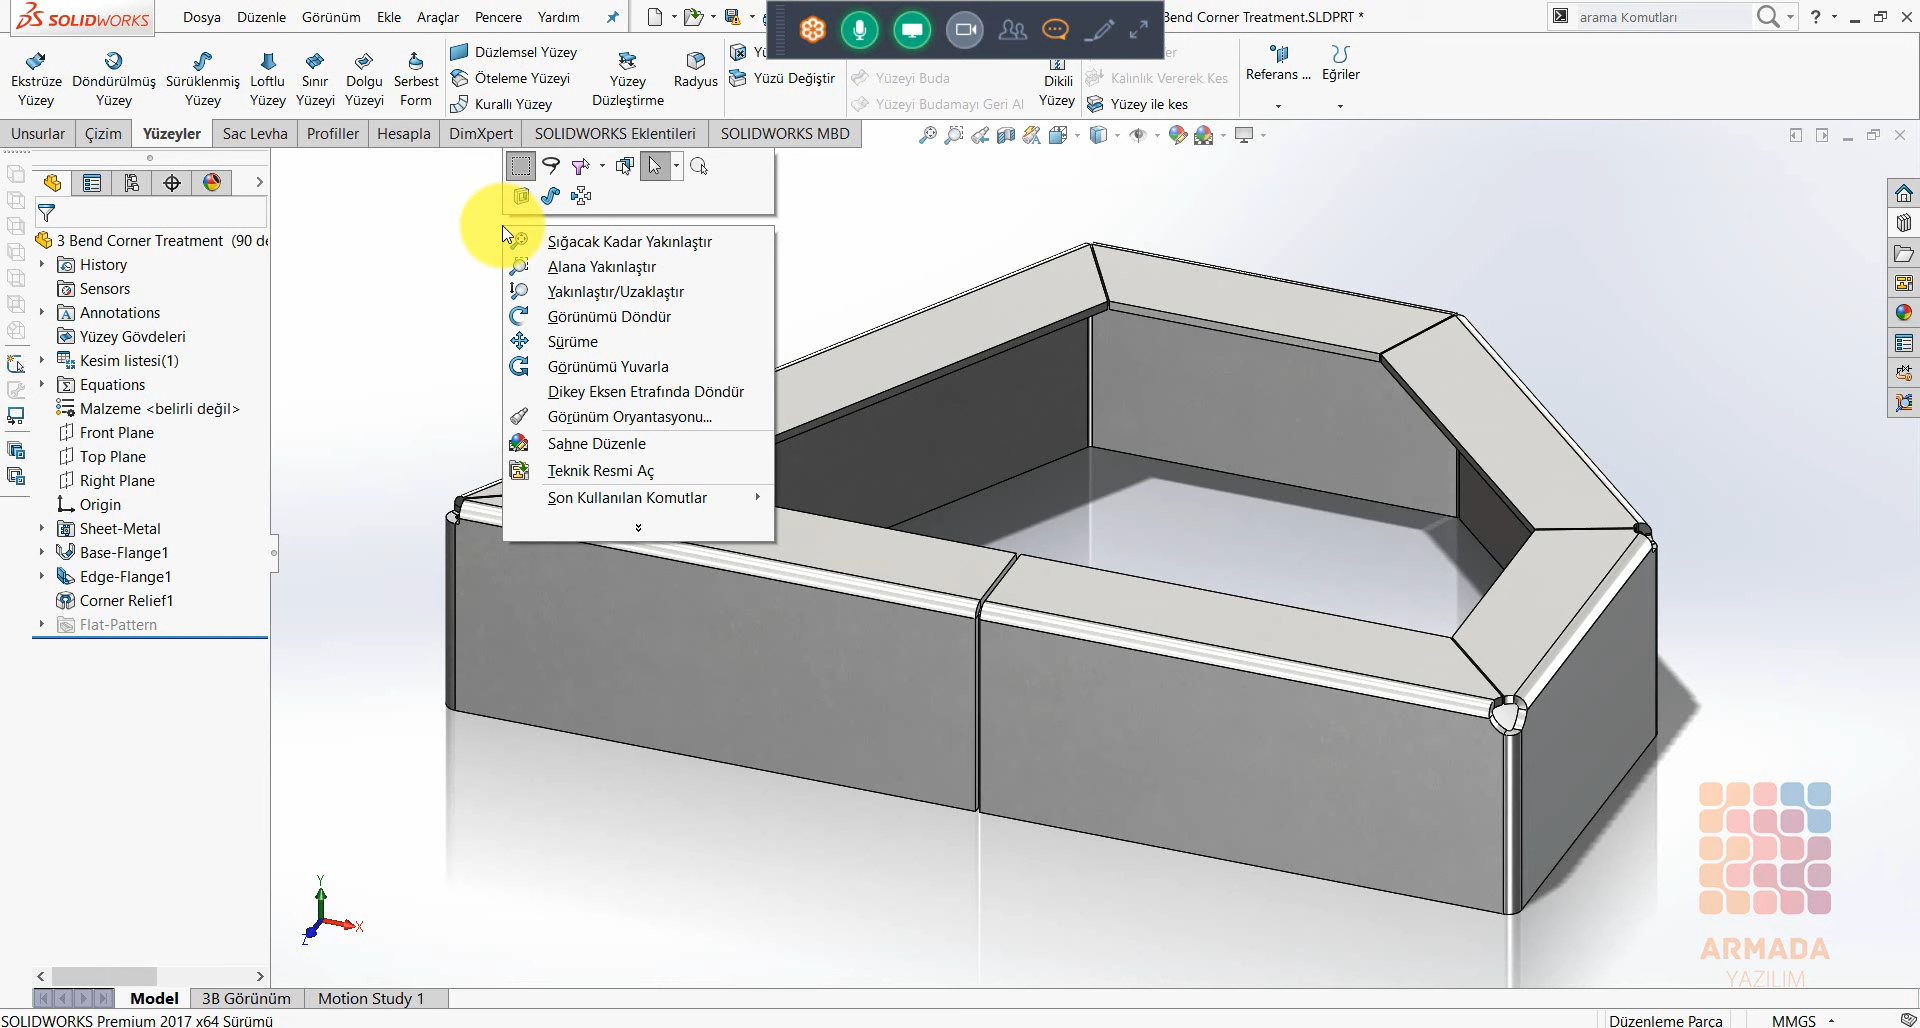 SOLIDWORKS
Dosya Düzenle Görünüm Ekle Araçlar Pencere Yardım
Bend Corner Treatment.SLDPRT *
arama Komutları
?
Ekstrüze Yüzey
Döndürülmüş Yüzey
Sürüklenmiş Yüzey
Loftlu Yüzey
Sınır Yüzeyi
Dolgu Yüzeyi
Serbest Form
Düzlemsel Yüzey
Öteleme Yüzeyi
Kurallı Yüzey
Yüzey Düzleştirme
Radyus
Yüzü Değiştir
Yüzeyi Buda
Yüzeyi Budamayı Geri Al
Dikili Yüzey
Kalınlık Vererek Kes
Yüzey ile kes
Referans ...
Eğriler
Unsurlar Çizim Yüzeyler Sac Levha Profiller Hesapla DimXpert SOLIDWORKS Eklentileri SOLIDWORKS MBD
3 Bend Corner Treatment (90 de
History
Sensors
Annotations
Yüzey Gövdeleri
Kesim listesi(1)
Equations
Malzeme <belirli değil>
Front Plane
Top Plane
Right Plane
Origin
Sheet-Metal
Base-Flange1
Edge-Flange1
Corner Relief1
Flat-Pattern
Sığacak Kadar Yakınlaştır
Alana Yakınlaştır
Yakınlaştır/Uzaklaştır
Görünümü Döndür
Sürüme
Görünümü Yuvarla
Dikey Eksen Etrafında Döndür
Görünüm Oryantasyonu...
Sahne Düzenle
Teknik Resmi Aç
Son Kullanılan Komutlar
Y
X
Z
ARMADA
YAZILIM
Model 3B Görünüm Motion Study 1
SOLIDWORKS Premium 2017 x64 Sürümü
Düzenleme Parça MMGS